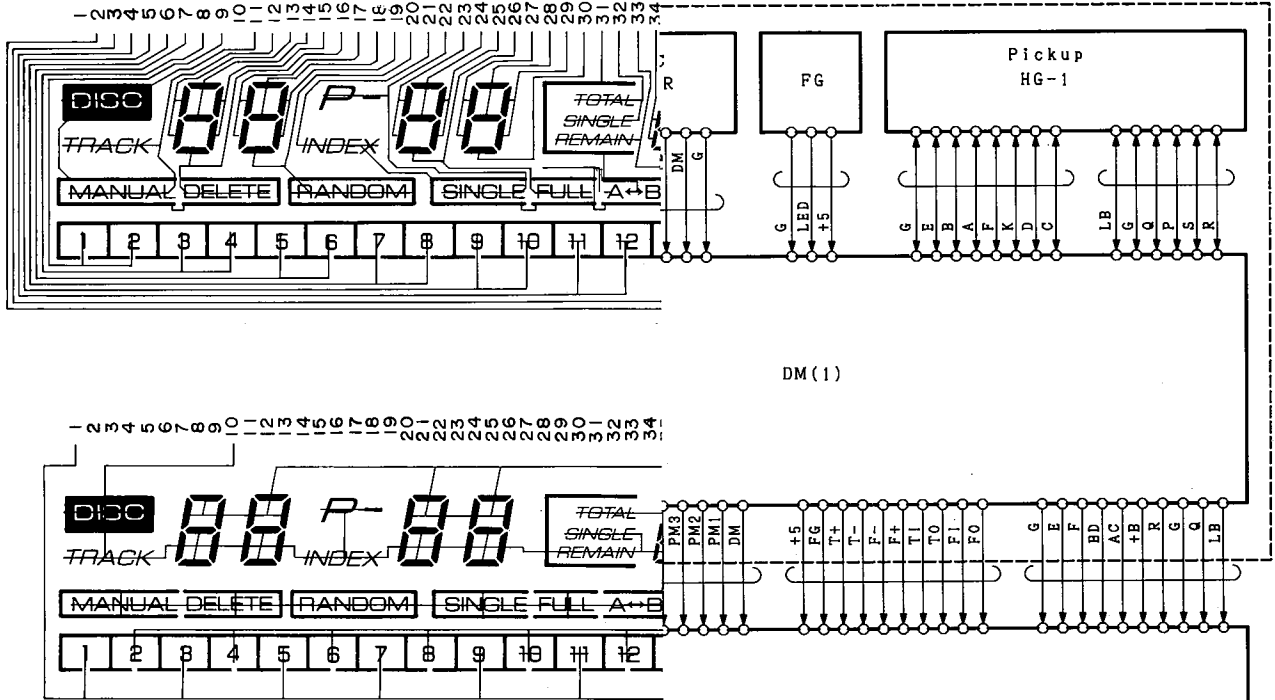 1 2 3 4 5 6 7 8 9 10 11 12 13 14 15 16 17 18 19 20 21 22 23 24 25 26 27 28 29 30 31 32 33 34
DISC P- TOTAL
SINGLE
TRACK INDEX REMAIN
MANUAL DELETE RANDOM SINGLE FULL A↔B
1 2 3 4 5 6 7 8 9 10 11 12
R
FG
Pickup
HG-1
DM G
G LED +5
G E B A F K D C
LB G Q P S R
DM(1)
1 2 3 4 5 6 7 8 9 10 11 12 13 14 15 16 17 18 19 20 21 22 23 24 25 26 27 28 29 30 31 32 33 34
DISC P- TOTAL
SINGLE
TRACK INDEX REMAIN
MANUAL DELETE RANDOM SINGLE FULL A↔B
1 2 3 4 5 6 7 8 9 10 11 12
PM3 PM2 PM1 DM
+5 FG T+ T- F- F+ TI TO FI FO
G E F BD AC +B R G Q LB